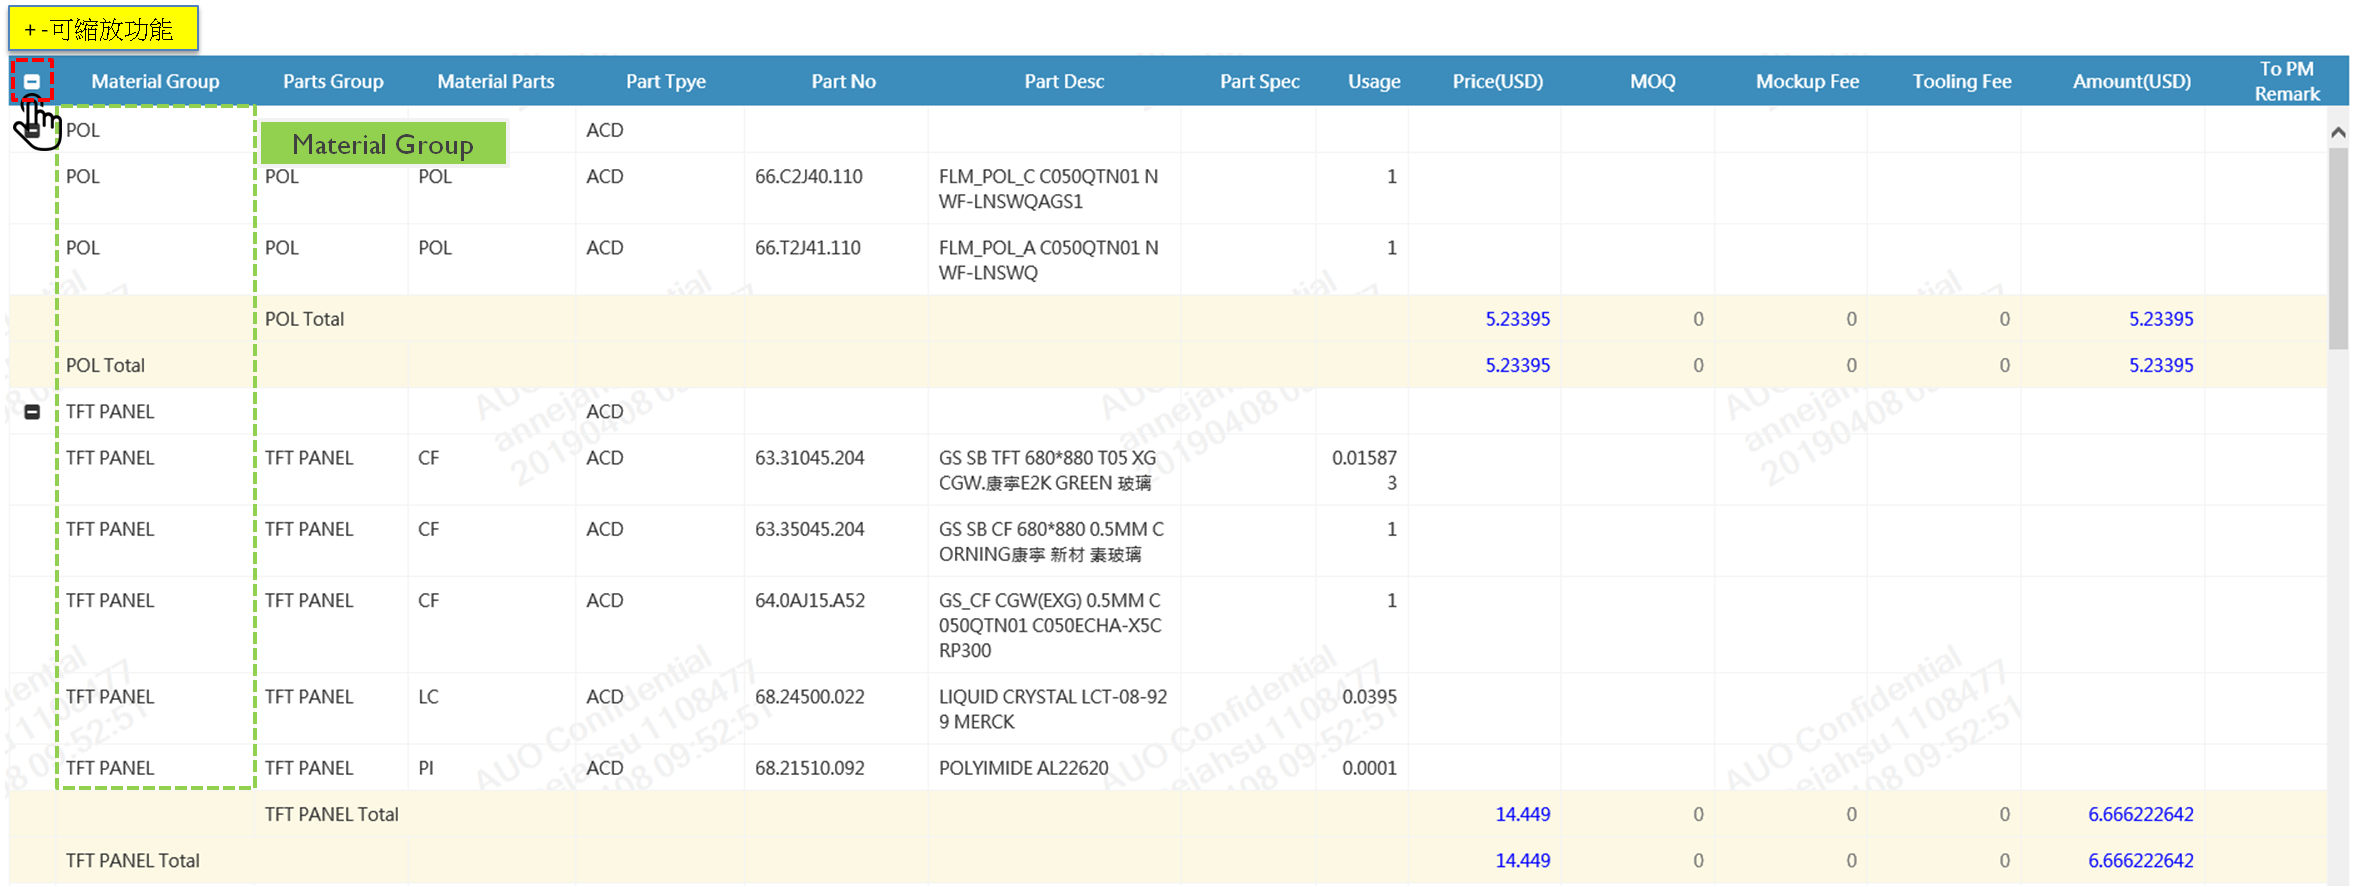 + -可縮放功能
Material Group Parts Group Material Parts Part Tpye Part No Part Desc Part Spec Usage Price(USD) MOQ Mockup Fee Tooling Fee Amount(USD) To PM
Remark
POL ACD
Material Group
POL POL POL ACD 66.C2J40.110 FLM_POL_C C050QTN01 N 1
WF-LNSWQAGS1
POL POL POL ACD 66.T2J41.110 FLM_POL_A C050QTN01 N 1
WF-LNSWQ
POL Total 5.23395 0 0 0 5.23395
POL Total 5.23395 0 0 0 5.23395
TFT PANEL ACD
TFT PANEL TFT PANEL CF ACD 63.31045.204 GS SB TFT 680*880 T05 XG 0.01587
CGW.康寧E2K GREEN 玻璃 3
TFT PANEL TFT PANEL CF ACD 63.35045.204 GS SB CF 680*880 0.5MM C 1
ORNING康寧 新材 素玻璃
TFT PANEL TFT PANEL CF ACD 64.0AJ15.A52 GS_CF CGW(EXG) 0.5MM C 1
050QTN01 C050ECHA-X5C
RP300
TFT PANEL TFT PANEL LC ACD 68.24500.022 LIQUID CRYSTAL LCT-08-92 0.0395
9 MERCK
TFT PANEL TFT PANEL PI ACD 68.21510.092 POLYIMIDE AL22620 0.0001
TFT PANEL Total 14.449 0 0 0 6.666222642
TFT PANEL Total 14.449 0 0 0 6.666222642
AUO Confidential
1108477
09:52:51